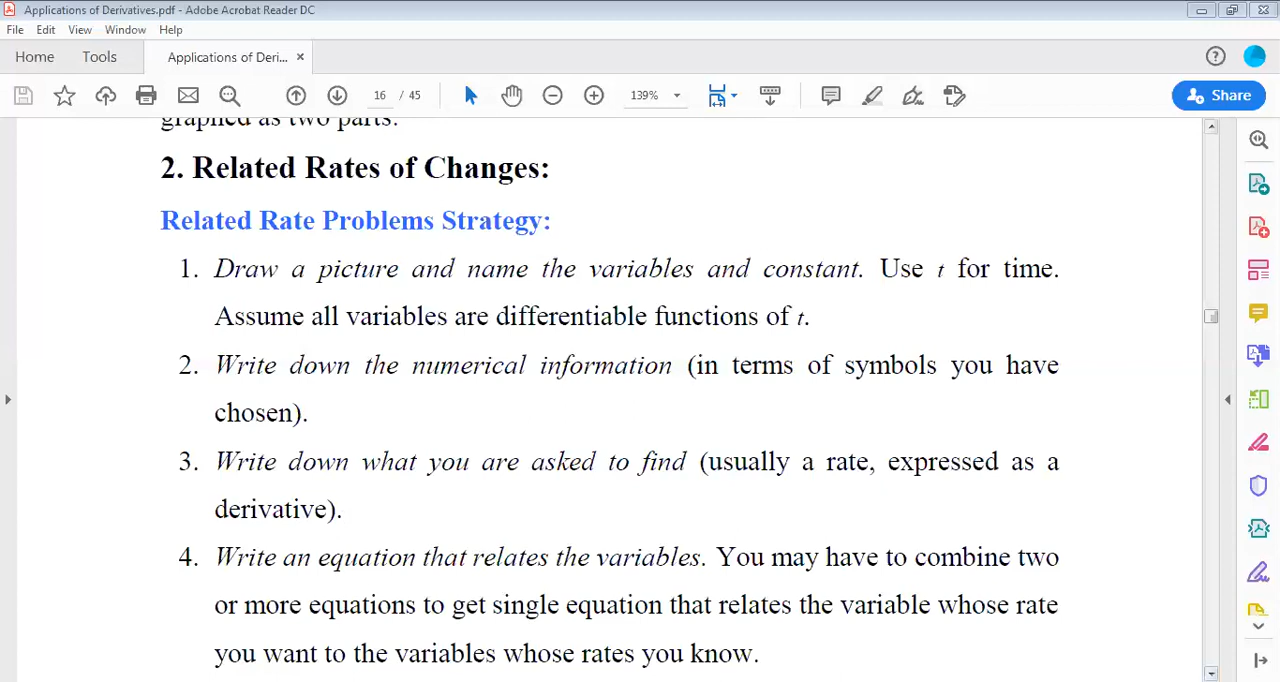 Applications of Derivatives.pdf - Adobe Acrobat Reader DC
File Edit View Window Help
Home Tools Applications of Deri... ×
16 / 45 139% Share
graphed as two parts.
2. Related Rates of Changes:
Related Rate Problems Strategy:
1. Draw a picture and name the variables and constant. Use t for time.
Assume all variables are differentiable functions of t.
2. Write down the numerical information (in terms of symbols you have
chosen).
3. Write down what you are asked to find (usually a rate, expressed as a
derivative).
4. Write an equation that relates the variables. You may have to combine two
or more equations to get single equation that relates the variable whose rate
you want to the variables whose rates you know.